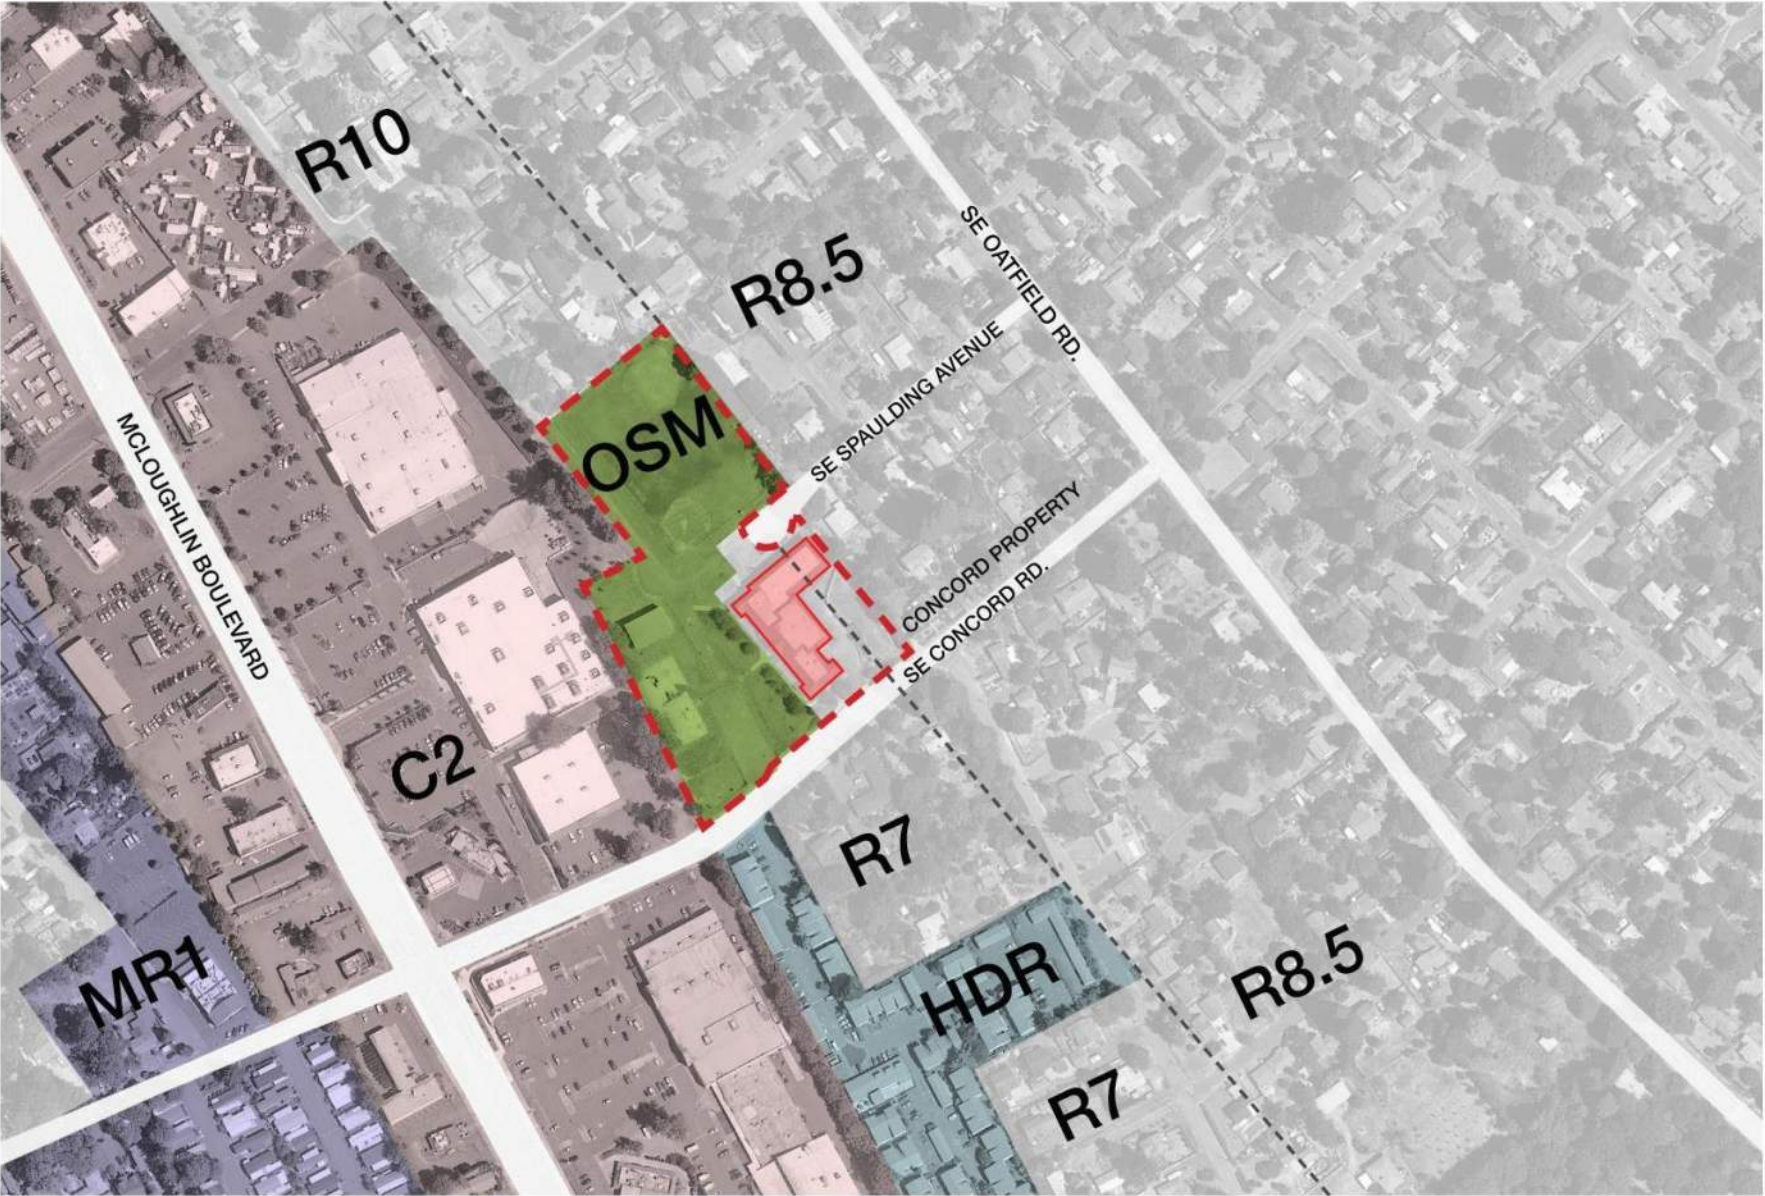 R10
R8.5
SE OATFIELD RD.
OSM
SE SPAULDING AVENUE
MCLOUGHLIN BOULEVARD
CONCORD PROPERTY
SE CONCORD RD.
C2
R7
MR1
HDR
R8.5
R7